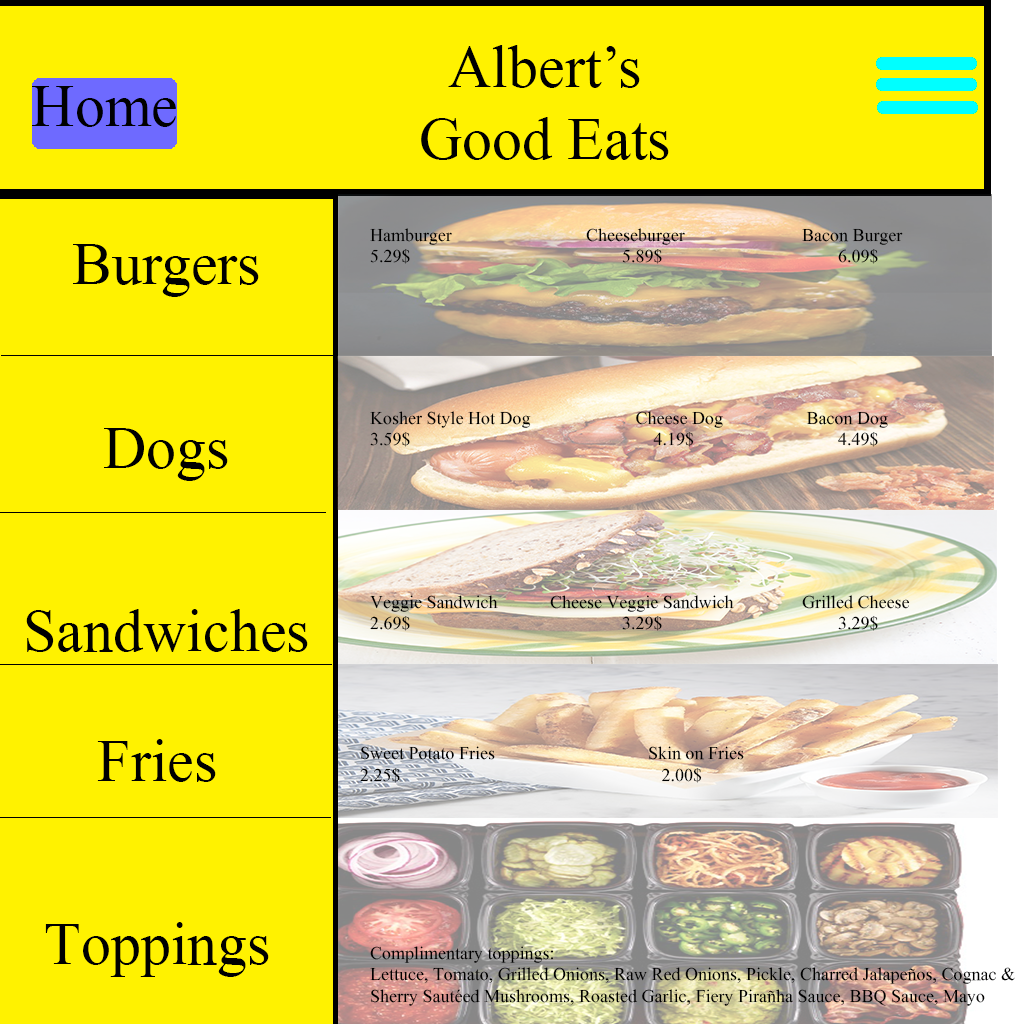 Home
Albert’s
Good Eats
Burgers
Hamburger Cheeseburger Bacon Burger
5.29$ 5.89$ 6.09$
Dogs
Kosher Style Hot Dog Cheese Dog Bacon Dog
3.59$ 4.19$ 4.49$
Sandwiches
Veggie Sandwich Cheese Veggie Sandwich Grilled Cheese
2.69$ 3.29$ 3.29$
Fries
Sweet Potato Fries Skin on Fries
2.25$ 2.00$
Toppings
Complimentary toppings:
Lettuce, Tomato, Grilled Onions, Raw Red Onions, Pickle, Charred Jalapeños, Cognac &
Sherry Sautéed Mushrooms, Roasted Garlic, Fiery Pirañha Sauce, BBQ Sauce, Mayo